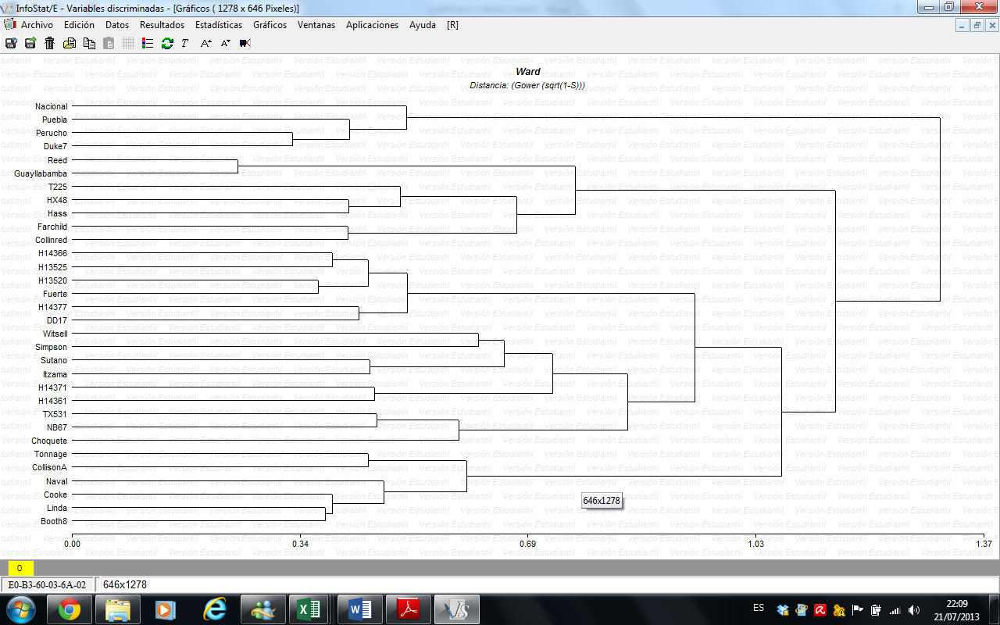 InfoStat/E - Variables discriminadas - [Gráficos ( 1278 x 646 Pixeles)]
Archivo Edición Datos Resultados Estadísticas Gráficos Ventanas Aplicaciones Ayuda [R]
Ward
Distancia: (Gower (sqrt(1-S)))
Nacional
Puebla
Perucho
Duke7
Reed
Guayllabamba
T225
HX48
Hass
Farchild
Collinred
H14366
H13525
H13520
Fuerte
H14377
DD17
Witsell
Simpson
Sutano
Itzama
H14371
H14361
TX531
NB67
Choquete
Tonnage
CollisonA
Naval
Cooke
Linda
Booth8
646x1278
0.00 0.34 0.69 1.03 1.37
Versión Estudiantil
0
E0-B3-60-03-6A-02 646x1278
ES
22:09
21/07/2013